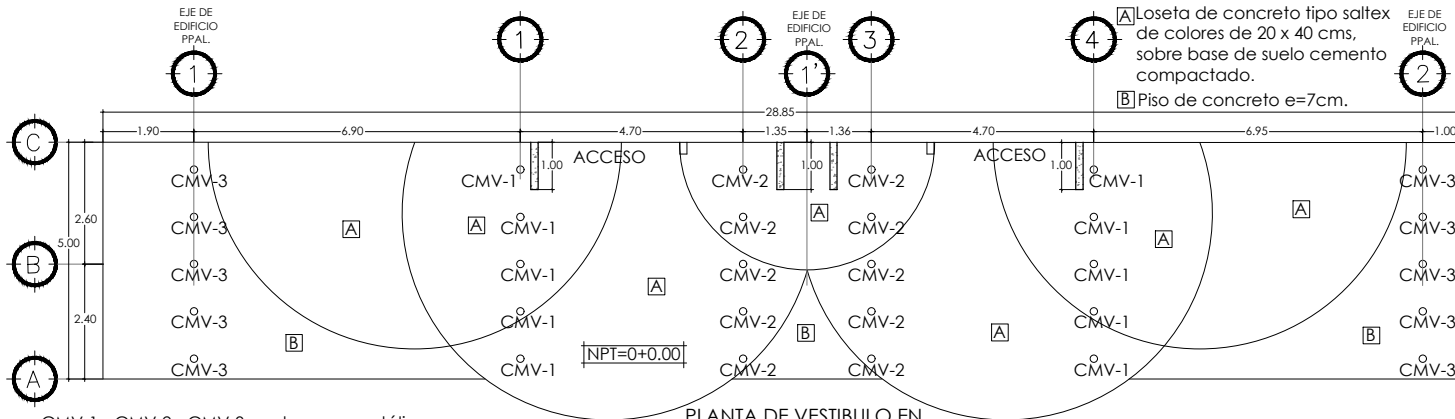 EJE DE
EDIFICIO
PPAL.
1
1
2
EJE DE
EDIFICIO
PPAL.
1'
3
4
A Loseta de concreto tipo saltex
de colores de 20 x 40 cms,
sobre base de suelo cemento
compactado.
B Piso de concreto e=7cm.
EJE DE
EDIFICIO
PPAL.
2
28.85
1.90 6.90 4.70 1.35 1.36 4.70 6.95 1.00
C
B
A
5.00
2.60
2.40
1.00 ACCESO 1.00 ACCESO 1.00
CMV-3 CMV-1 CMV-2 CMV-2 CMV-1 CMV-3
A A A A A
CMV-3 CMV-1 CMV-2 CMV-2 CMV-1 CMV-3
CMV-3 CMV-1 CMV-2 CMV-2 CMV-1 CMV-3
A
CMV-3 CMV-1 CMV-2 CMV-2 CMV-1 CMV-3
B B A B
NPT=0+0.00
CMV-3 CMV-1 CMV-2 CMV-2 CMV-1 CMV-3
PLANTA DE VESTIBULO EN